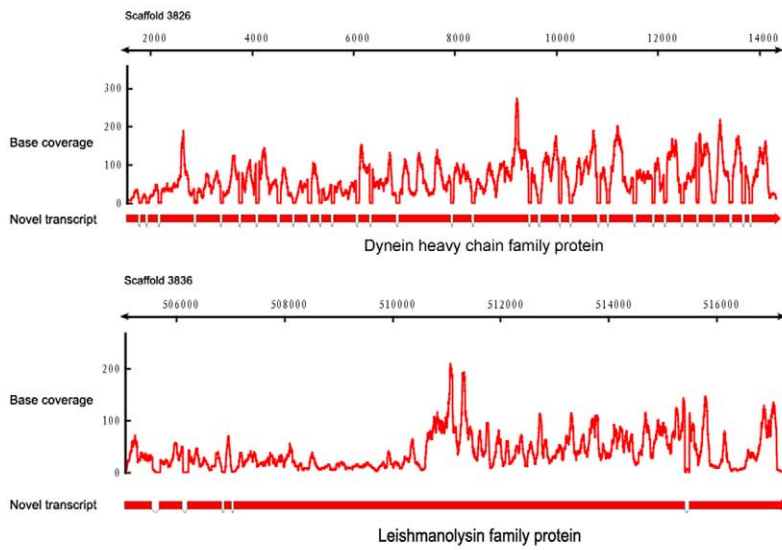 Scaffold 3826
2000 4000 6000 8000 10000 12000 14000
300
200
Base coverage
100
0
Novel transcript
Dynein heavy chain family protein
Scaffold 3836
506000 508000 510000 512000 514000 516000
200
Base coverage
100
0
Novel transcript
Leishmanolysin family protein